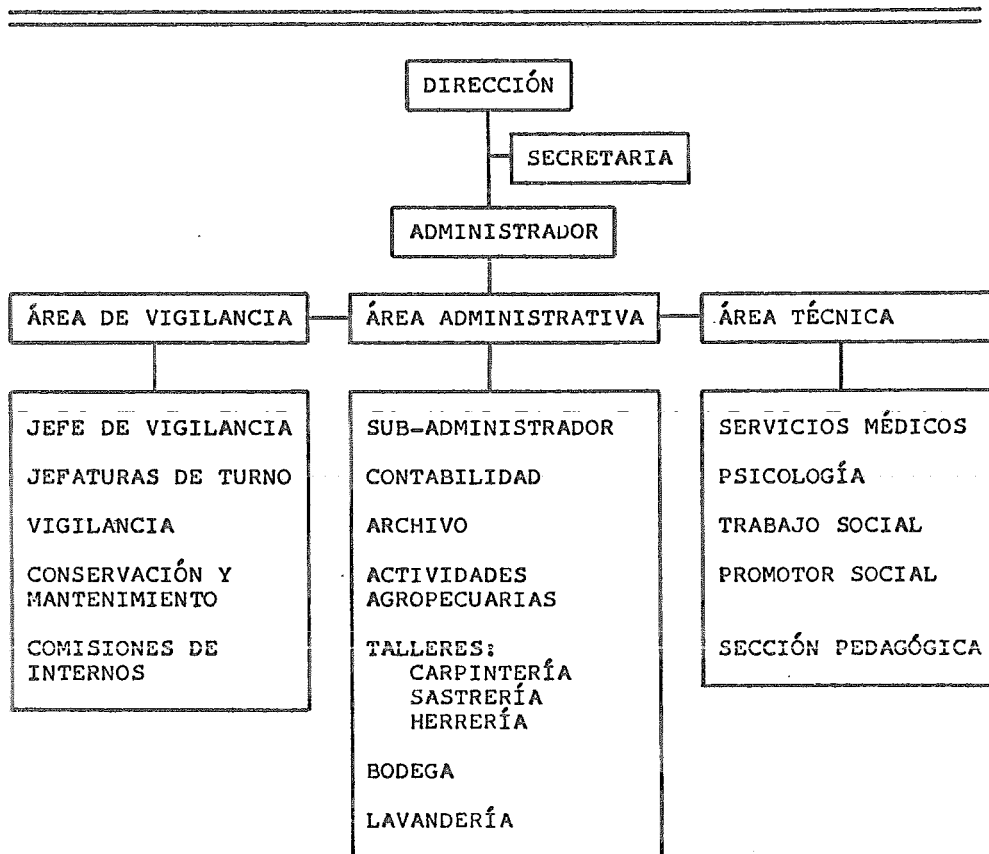 DIRECCIÓN
SECRETARIA
ADMINISTRADOR
ÁREA DE VIGILANCIA
ÁREA ADMINISTRATIVA
ÁREA TÉCNICA
JEFE DE VIGILANCIA
JEFATURAS DE TURNO
VIGILANCIA
CONSERVACIÓN Y
MANTENIMIENTO
COMISIONES DE
INTERNOS
SUB-ADMINISTRADOR
CONTABILIDAD
ARCHIVO
ACTIVIDADES
AGROPECUARIAS
TALLERES:
CARPINTERÍA
SASTRERÍA
HERRERÍA
BODEGA
LAVANDERÍA
SERVICIOS MÉDICOS
PSICOLOGÍA
TRABAJO SOCIAL
PROMOTOR SOCIAL
SECCIÓN PEDAGÓGICA